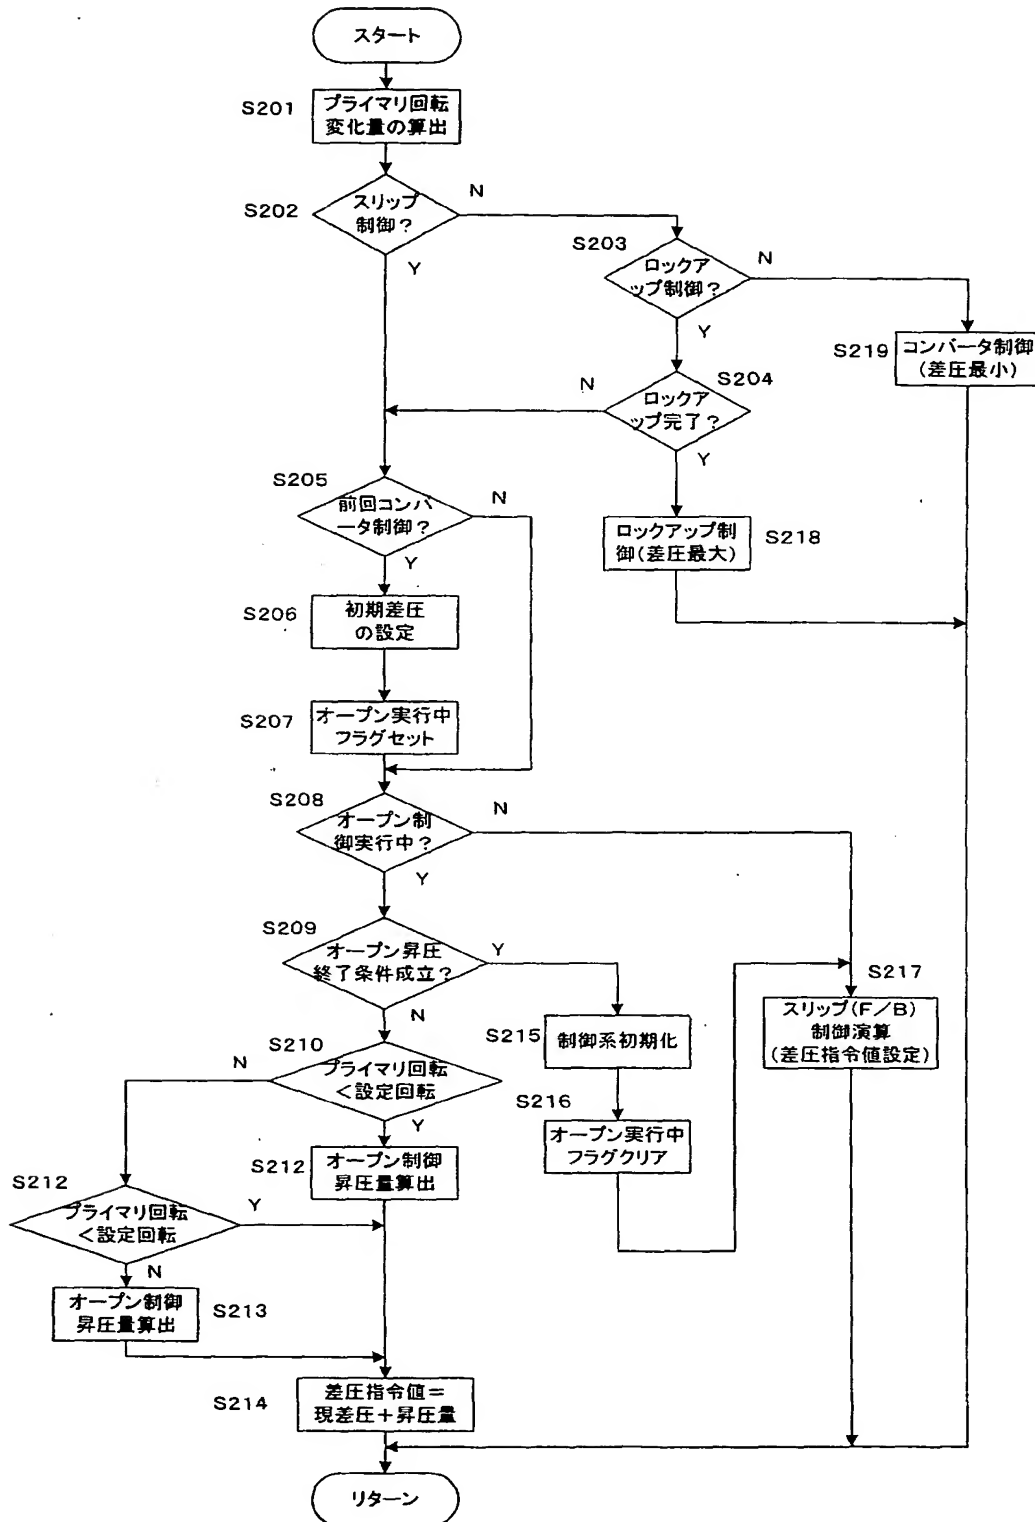 スタート
S201
プライマリ回転
変化量の算出
S202
スリップ
制御?
N
Y
S203
ロックア
ップ制御?
N
Y
S219
コンバータ制御
(差圧最小)
S204
ロックア
ップ完了?
N
Y
S205
前回コンバ
ータ制御?
N
Y
ロックアップ制
御(差圧最大)
S218
S206
初期差圧
の設定
S207
オープン実行中
フラグセット
S208
オープン制
御実行中?
N
Y
S209
オープン昇圧
終了条件成立?
Y
N
S217
スリップ(F/B)
制御演算
(差圧指令値設定)
S215
制御系初期化
S210
プライマリ回転
<設定回転
N
Y
S216
オープン実行中
フラグクリア
S212
オープン制御
昇圧量算出
S212
プライマリ回転
<設定回転
Y
N
オープン制御
昇圧量算出
S213
S214
差圧指令値=
現差圧+昇圧量
リターン